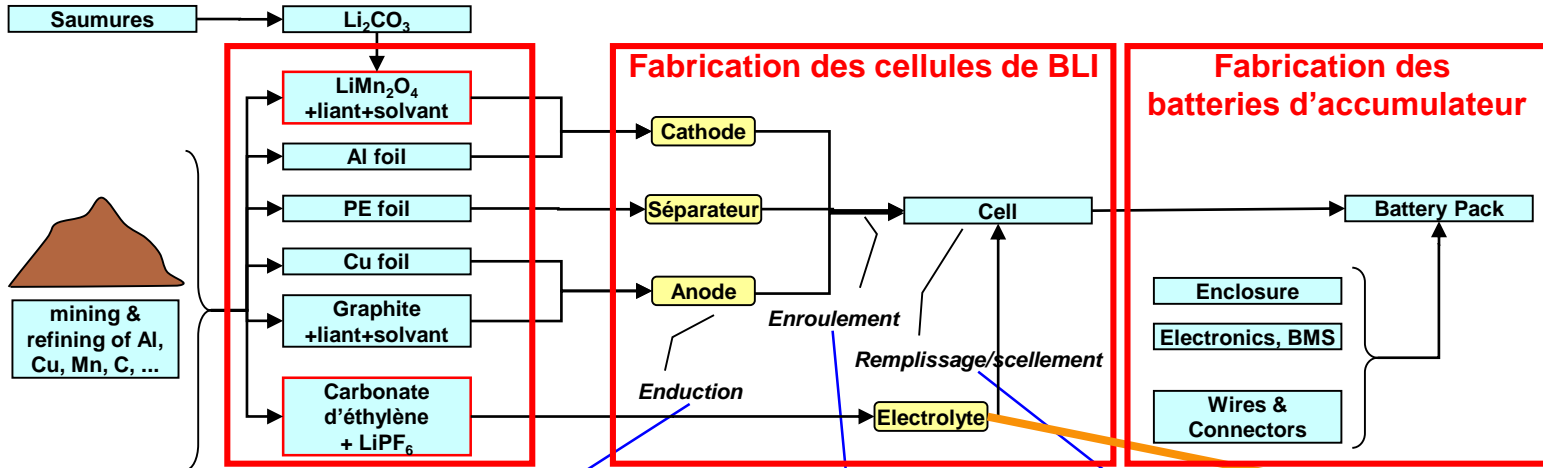 Saumures
Li₂CO₃
LiMn₂O₄
+liant+solvant
Al foil
PE foil
Cu foil
Graphite
+liant+solvant
Carbonate
d'éthylène
+ LiPF₆
mining &
refining of Al,
Cu, Mn, C, ...
Fabrication des cellules de BLI
Cathode
Séparateur
Anode
Cell
Enroulement
Remplissage/scellement
Enduction
Electrolyte
Fabrication des
batteries d'accumulateur
Battery Pack
Enclosure
Electronics, BMS
Wires &
Connectors